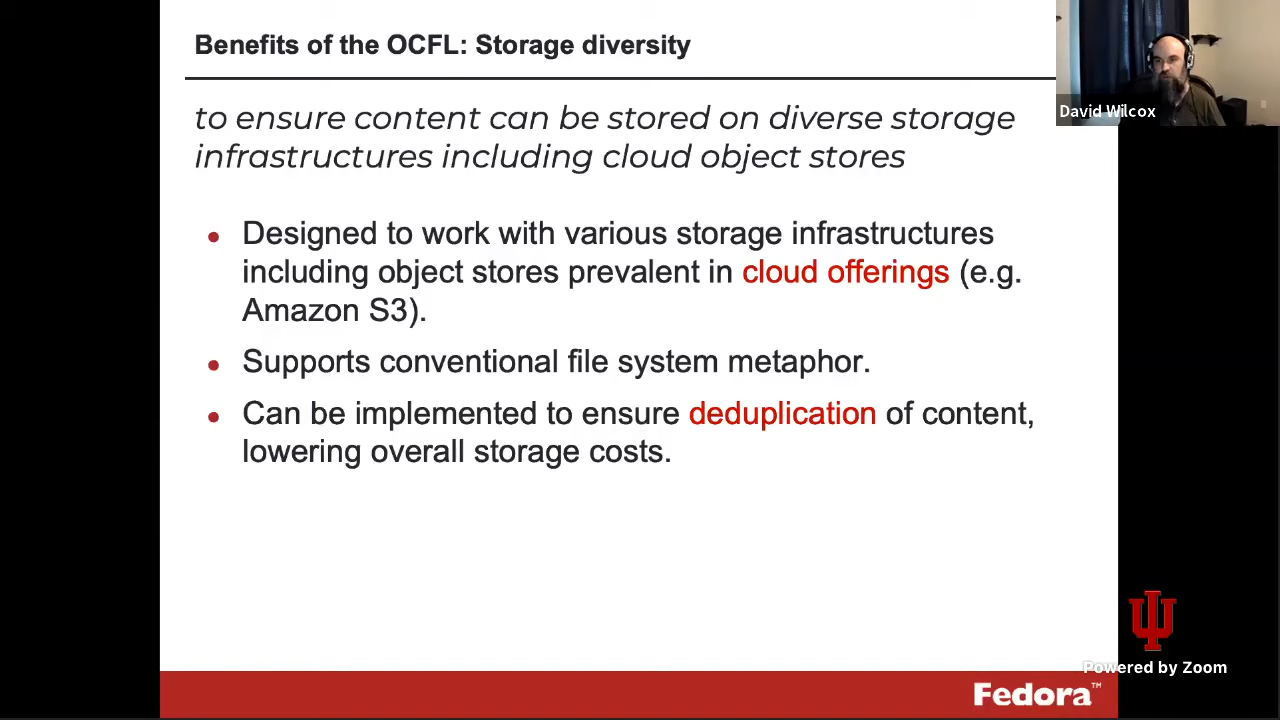 Benefits of the OCFL: Storage diversity
to ensure content can be stored on diverse storage
infrastructures including cloud object stores
David Wilcox
• Designed to work with various storage infrastructures
including object stores prevalent in cloud offerings (e.g.
Amazon S3).
• Supports conventional file system metaphor.
• Can be implemented to ensure deduplication of content,
lowering overall storage costs.
Powered by Zoom
Fedora™